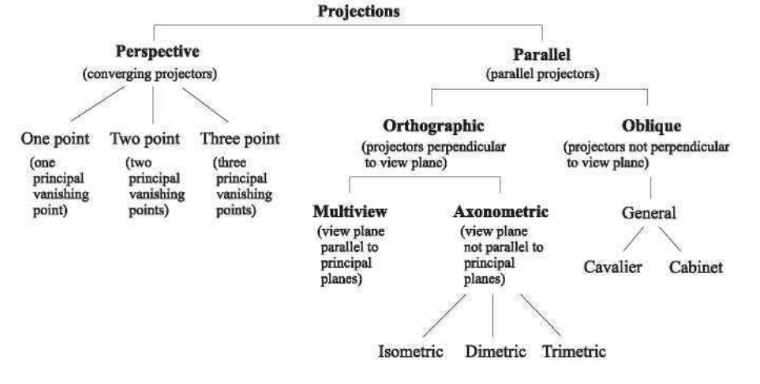 Projections
Perspective
(converging projectors)
Parallel
(parallel projectors)
One point
(one
principal
vanishing
point)
Two point
(two
principal
vanishing
points)
Three point
(three
principal
vanishing
points)
Orthographic
(projectors perpendicular
to view plane)
Oblique
(projectors not perpendicular
to view plane)
Multiview
(view plane
parallel to
principal
planes)
Axonometric
(view plane
not parallel to
principal
planes)
General
Cavalier
Cabinet
Isometric
Dimetric
Trimetric